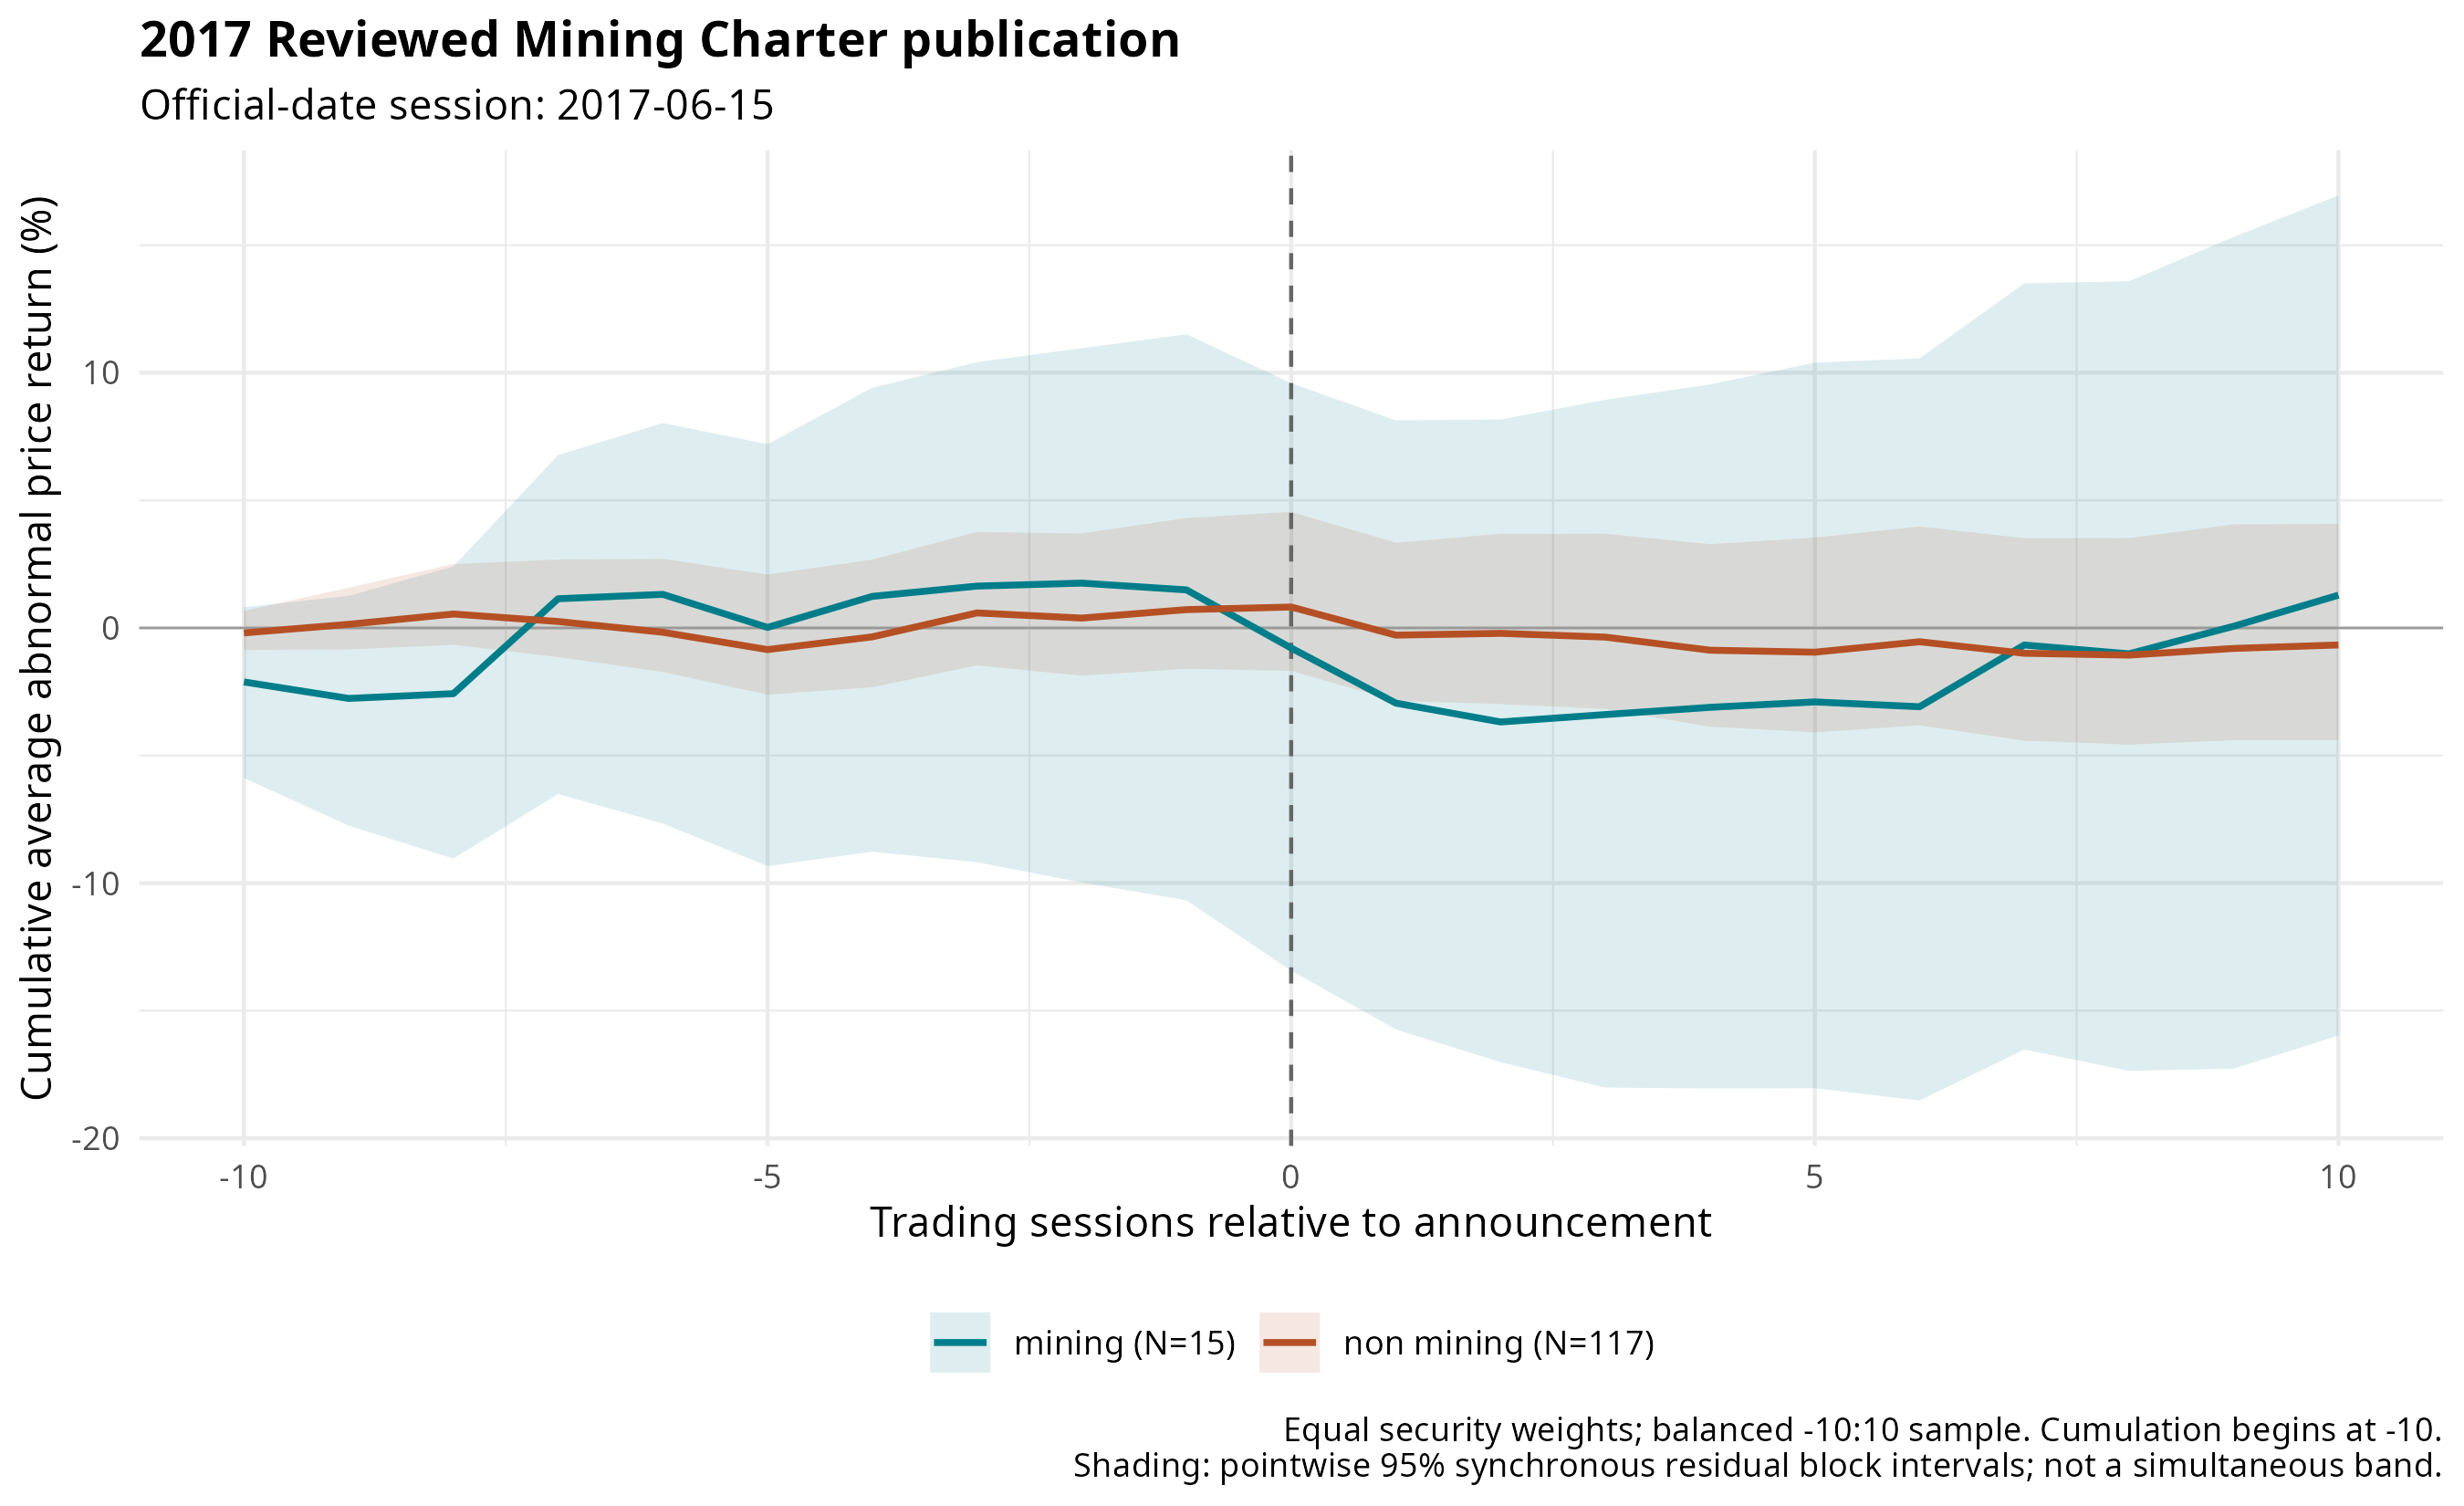 2017 Reviewed Mining Charter publication
Official-date session: 2017-06-15
Cumulative average abnormal price return (%)
10
0
-10
-20
-10
-5
0
5
10
Trading sessions relative to announcement
mining (N=15)
non mining (N=117)
Equal security weights; balanced -10:10 sample. Cumulation begins at -10.
Shading: pointwise 95% synchronous residual block intervals; not a simultaneous band.